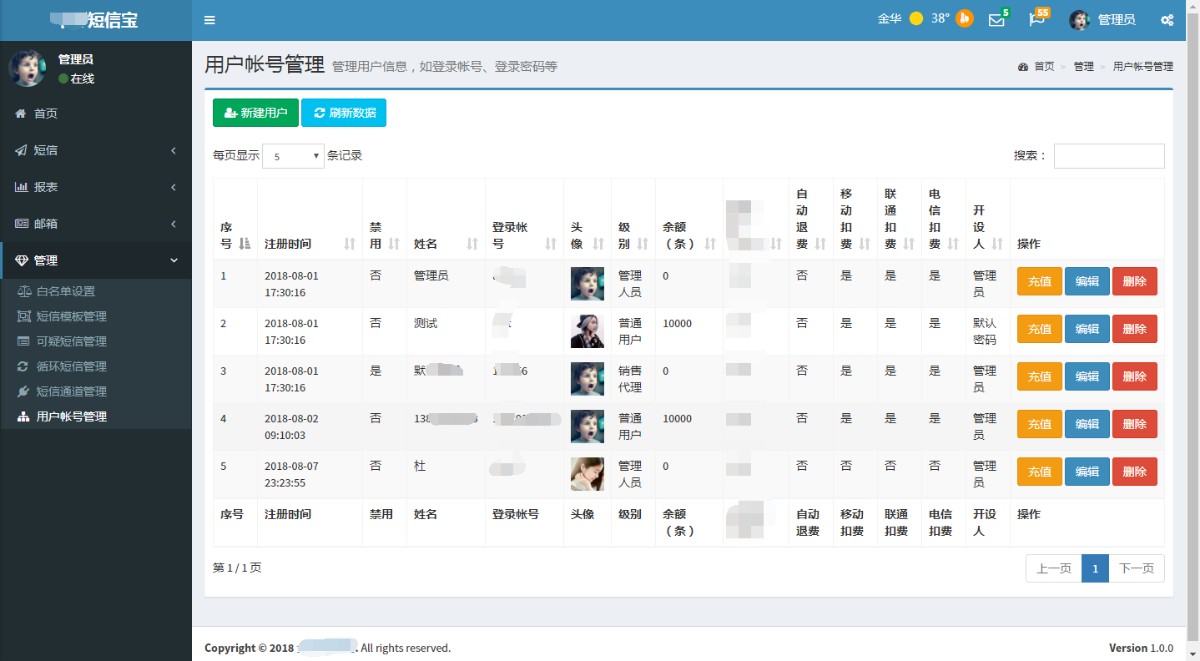 短信宝
金华 38° 5 55 管理员
管理员
在线
首页
短信
报表
邮箱
管理
白名单设置
短信模板管理
可疑短信管理
循环短信管理
短信通道管理
用户帐号管理
用户帐号管理 管理用户信息，如登录帐号、登录密码等
首页 管理 用户帐号管理
新建用户 刷新数据
每页显示 5 条记录
搜索：
序号 注册时间 禁用 姓名 登录帐号 头像 级别 余额（条） 自动退费 移动扣费 联通扣费 电信扣费 开设人 操作
1 2018-08-01 17:30:16 否 管理员 管理人员 0 否 是 是 是 管理员 充值 编辑 删除
2 2018-08-01 17:30:16 否 测试 普通用户 10000 否 是 是 是 默认密码 充值 编辑 删除
3 2018-08-01 17:30:16 是 默 销售代理 0 否 是 是 是 管理员 充值 编辑 删除
4 2018-08-02 09:10:03 否 138 普通用户 10000 否 是 是 是 管理员 充值 编辑 删除
5 2018-08-07 23:23:55 否 杜 管理人员 0 否 否 否 否 管理员 充值 编辑 删除
序号 注册时间 禁用 姓名 登录帐号 头像 级别 余额（条） 自动退费 移动扣费 联通扣费 电信扣费 开设人 操作
第 1 / 1 页
上一页 1 下一页
Copyright © 2018 . All rights reserved.
Version 1.0.0